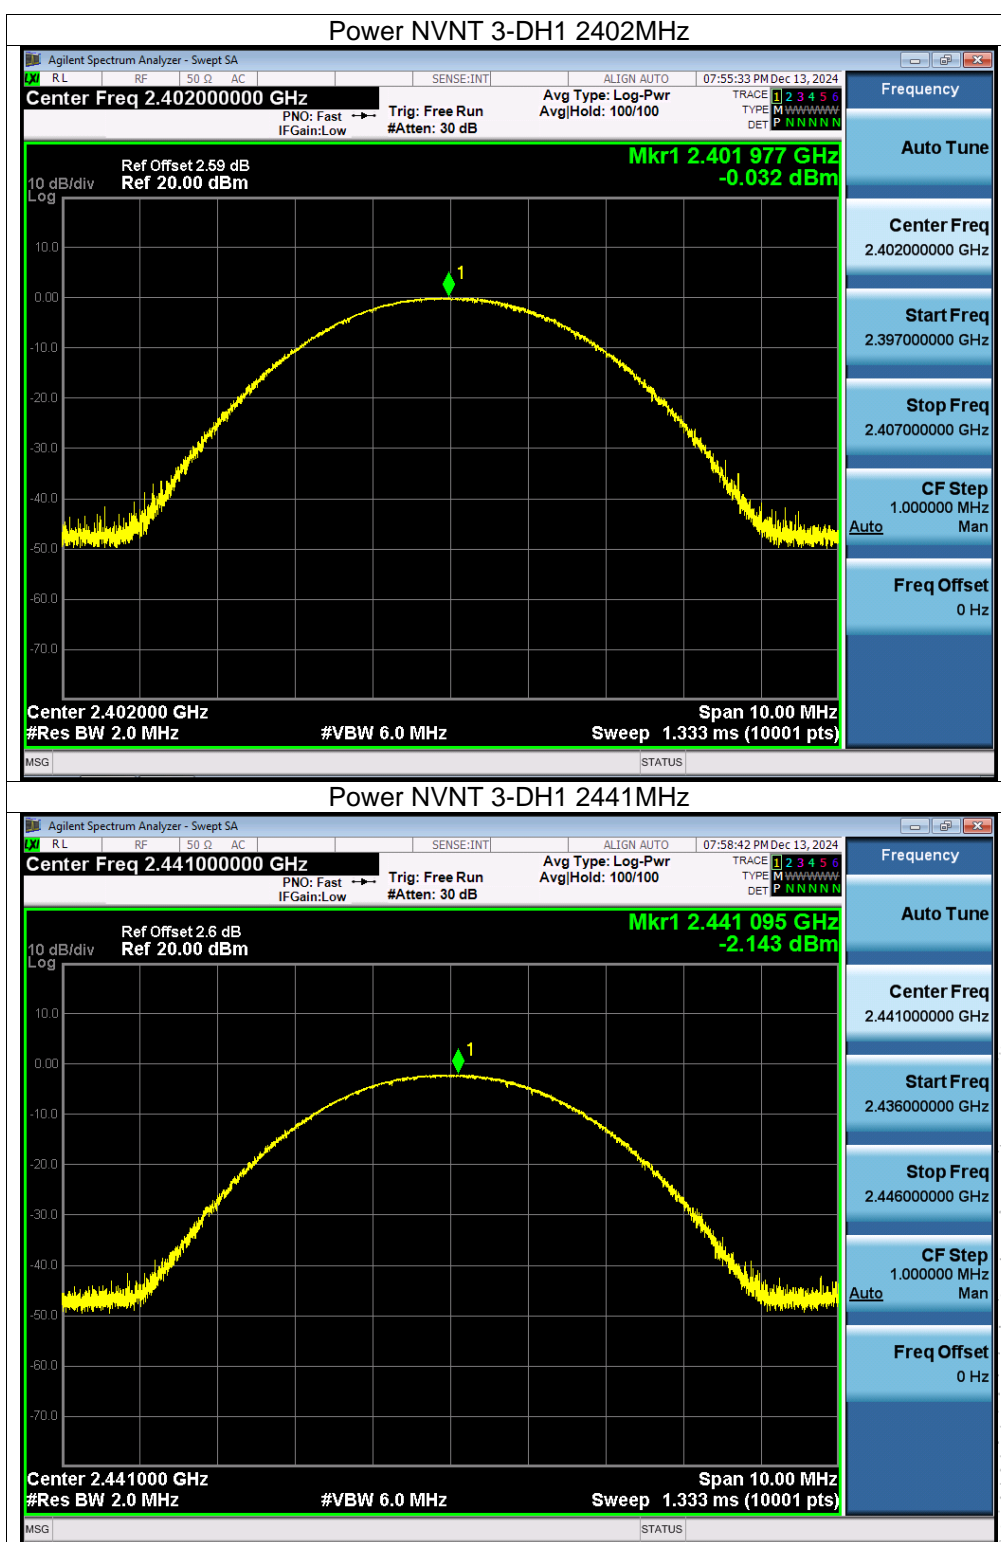 Power NVNT 3-DH1 2402MHz
Agilent Spectrum Analyzer - Swept SA
LXI RL RF 50 Ω AC SENSE:INT ALIGN AUTO 07:55:33 PM Dec 13, 2024
Center Freq 2.402000000 GHz
PNO: Fast
IFGain:Low
Trig: Free Run
#Atten: 30 dB
Avg Type: Log-Pwr
Avg|Hold: 100/100
TRACE 1 2 3 4 5 6
TYPE M WWWWW
DET P N N N N N
Frequency
Auto Tune
Center Freq
2.402000000 GHz
Start Freq
2.397000000 GHz
Stop Freq
2.407000000 GHz
CF Step
1.000000 MHz
Auto Man
Freq Offset
0 Hz
Mkr1 2.401 977 GHz
-0.032 dBm
Ref Offset 2.59 dB
10 dB/div Ref 20.00 dBm
Log
10.0
1
0.00
-10.0
-20.0
-30.0
-40.0
-50.0
-60.0
-70.0
Center 2.402000 GHz Span 10.00 MHz
#Res BW 2.0 MHz #VBW 6.0 MHz Sweep 1.333 ms (10001 pts)
MSG STATUS
Power NVNT 3-DH1 2441MHz
Agilent Spectrum Analyzer - Swept SA
LXI RL RF 50 Ω AC SENSE:INT ALIGN AUTO 07:58:42 PM Dec 13, 2024
Center Freq 2.441000000 GHz
PNO: Fast
IFGain:Low
Trig: Free Run
#Atten: 30 dB
Avg Type: Log-Pwr
Avg|Hold: 100/100
TRACE 1 2 3 4 5 6
TYPE M WWWWW
DET P N N N N N
Frequency
Auto Tune
Center Freq
2.441000000 GHz
Start Freq
2.436000000 GHz
Stop Freq
2.446000000 GHz
CF Step
1.000000 MHz
Auto Man
Freq Offset
0 Hz
Mkr1 2.441 095 GHz
-2.143 dBm
Ref Offset 2.6 dB
10 dB/div Ref 20.00 dBm
Log
10.0
1
0.00
-10.0
-20.0
-30.0
-40.0
-50.0
-60.0
-70.0
Center 2.441000 GHz Span 10.00 MHz
#Res BW 2.0 MHz #VBW 6.0 MHz Sweep 1.333 ms (10001 pts)
MSG STATUS